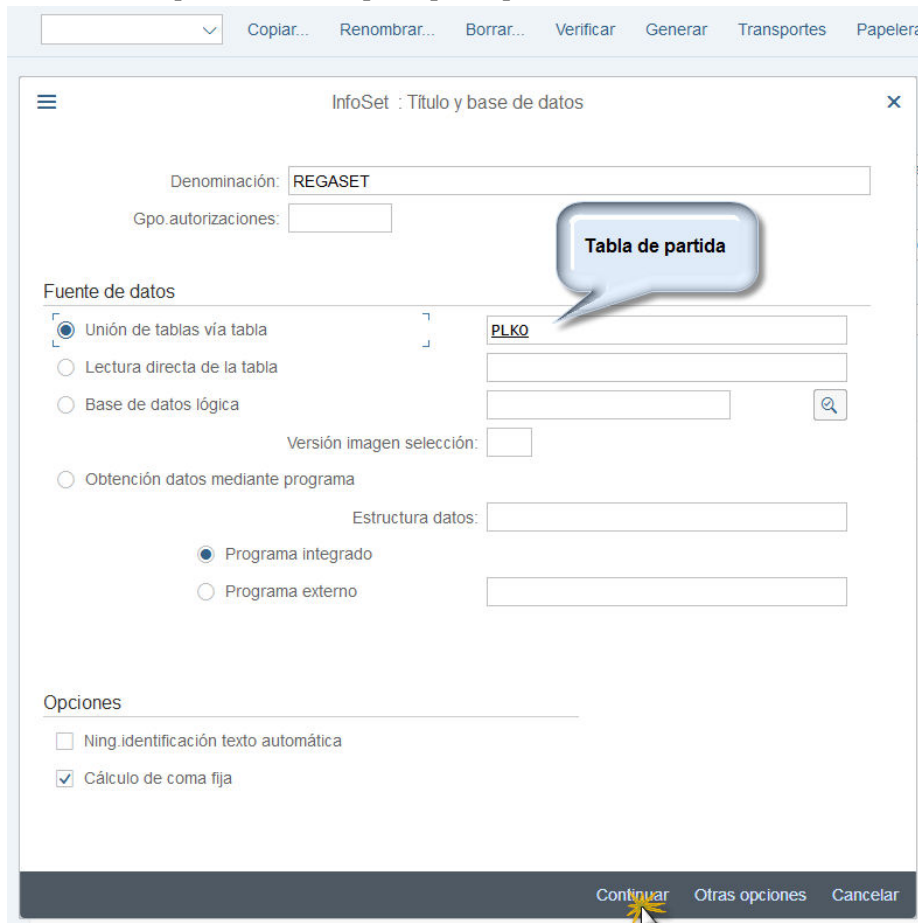 Copiar... Renombrar... Borrar... Verificar Generar Transportes Papelera
InfoSet : Título y base de datos
Denominación: REGASET
Gpo.autorizaciones:
Tabla de partida
Fuente de datos
Unión de tablas vía tabla PLKO
Lectura directa de la tabla
Base de datos lógica
Versión imagen selección:
Obtención datos mediante programa
Estructura datos:
Programa integrado
Programa externo
Opciones
Ning.identificación texto automática
Cálculo de coma fija
Continuar Otras opciones Cancelar